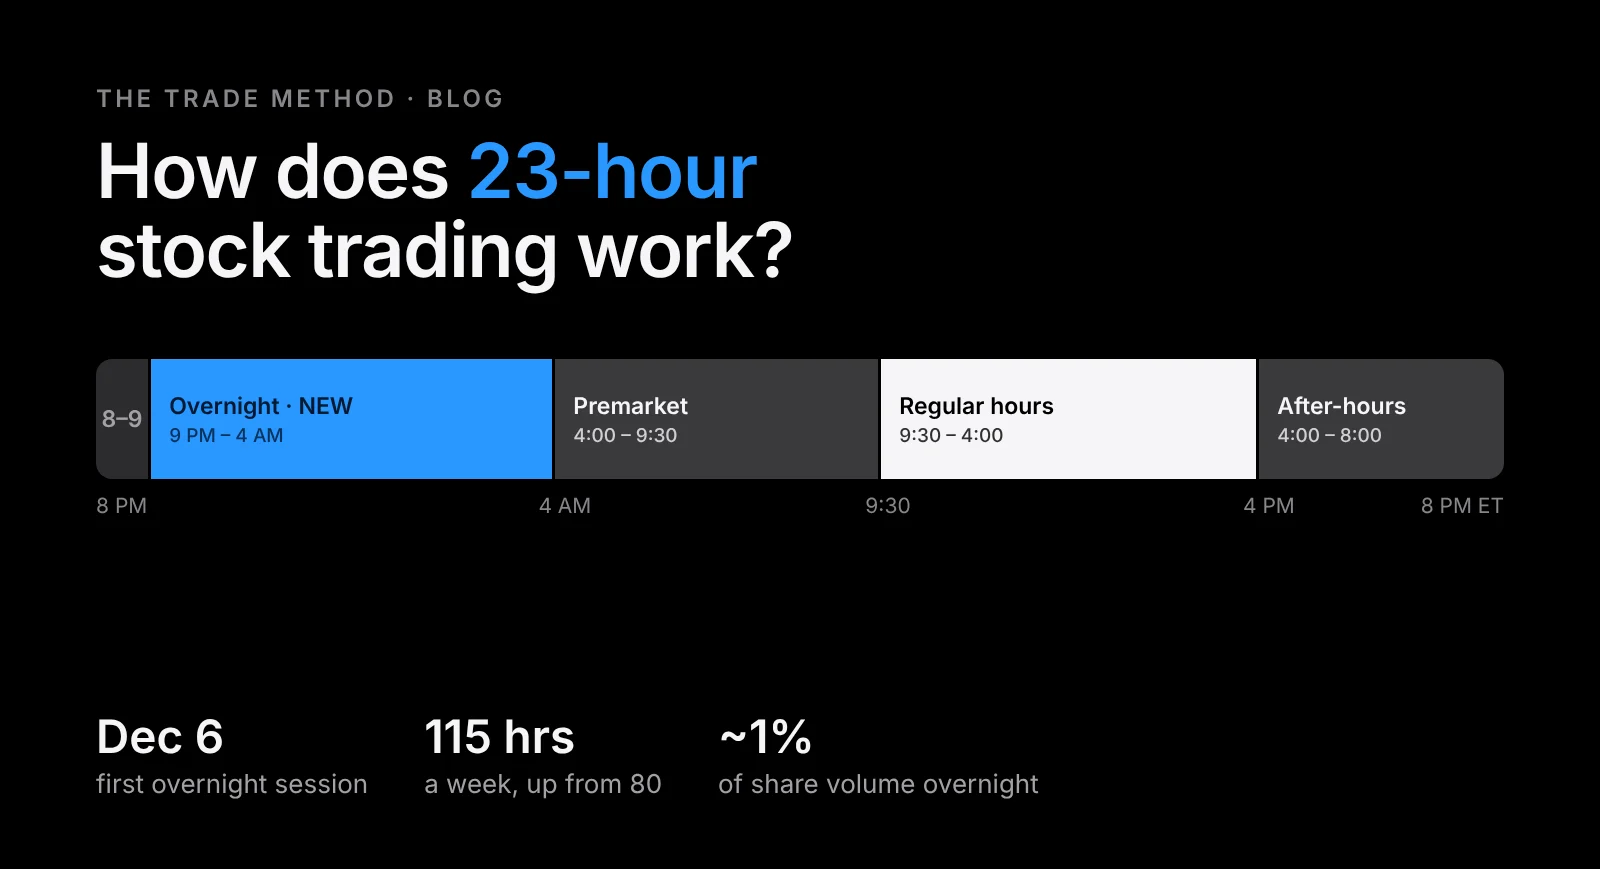 THE TRADE METHOD · BLOG
How does 23-hour
stock trading work?
8–9
Overnight · NEW
9 PM – 4 AM
Premarket
4:00 – 9:30
Regular hours
9:30 – 4:00
After-hours
4:00 – 8:00
8 PM
4 AM
9:30
4 PM
8 PM ET
Dec 6
first overnight session
115 hrs
a week, up from 80
~1%
of share volume overnight